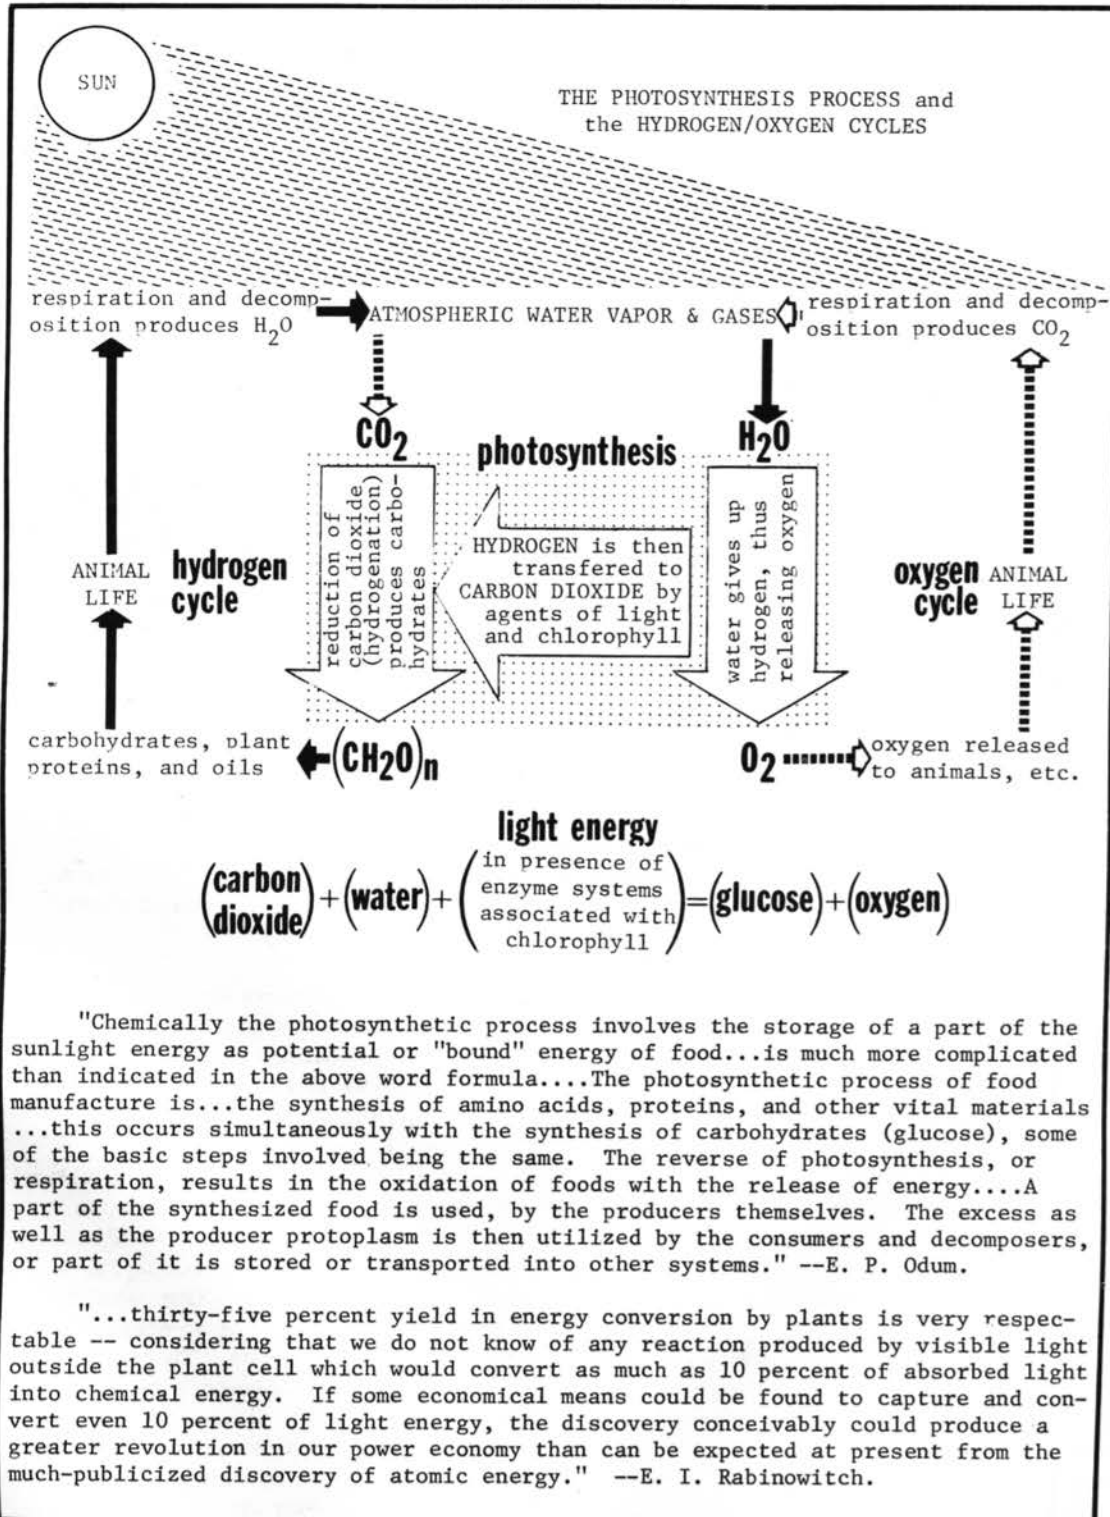 SUN
THE PHOTOSYNTHESIS PROCESS and
the HYDROGEN/OXYGEN CYCLES
respiration and decomp-
osition produces H₂O
ATMOSPHERIC WATER VAPOR & GASES
respiration and decomp-
osition produces CO₂
CO₂
photosynthesis
H₂O
reduction of
carbon dioxide
(hydrogenation)
produces carbo-
hydrates
HYDROGEN is then
transfered to
CARBON DIOXIDE by
agents of light
and chlorophyll
water gives up
hydrogen, thus
releasing oxygen
ANIMAL
LIFE
hydrogen
cycle
oxygen
cycle
ANIMAL
LIFE
carbohydrates, plant
proteins, and oils
(CH₂O)n
O₂
oxygen released
to animals, etc.
light energy
(carbon dioxide) + (water) + (in presence of enzyme systems associated with chlorophyll) = (glucose) + (oxygen)
"Chemically the photosynthetic process involves the storage of a part of the
sunlight energy as potential or "bound" energy of food...is much more complicated
than indicated in the above word formula....The photosynthetic process of food
manufacture is...the synthesis of amino acids, proteins, and other vital materials
...this occurs simultaneously with the synthesis of carbohydrates (glucose), some
of the basic steps involved being the same. The reverse of photosynthesis, or
respiration, results in the oxidation of foods with the release of energy....A
part of the synthesized food is used, by the producers themselves. The excess as
well as the producer protoplasm is then utilized by the consumers and decomposers,
or part of it is stored or transported into other systems." --E. P. Odum.
"...thirty-five percent yield in energy conversion by plants is very respec-
table -- considering that we do not know of any reaction produced by visible light
outside the plant cell which would convert as much as 10 percent of absorbed light
into chemical energy. If some economical means could be found to capture and con-
vert even 10 percent of light energy, the discovery conceivably could produce a
greater revolution in our power economy than can be expected at present from the
much-publicized discovery of atomic energy." --E. I. Rabinowitch.